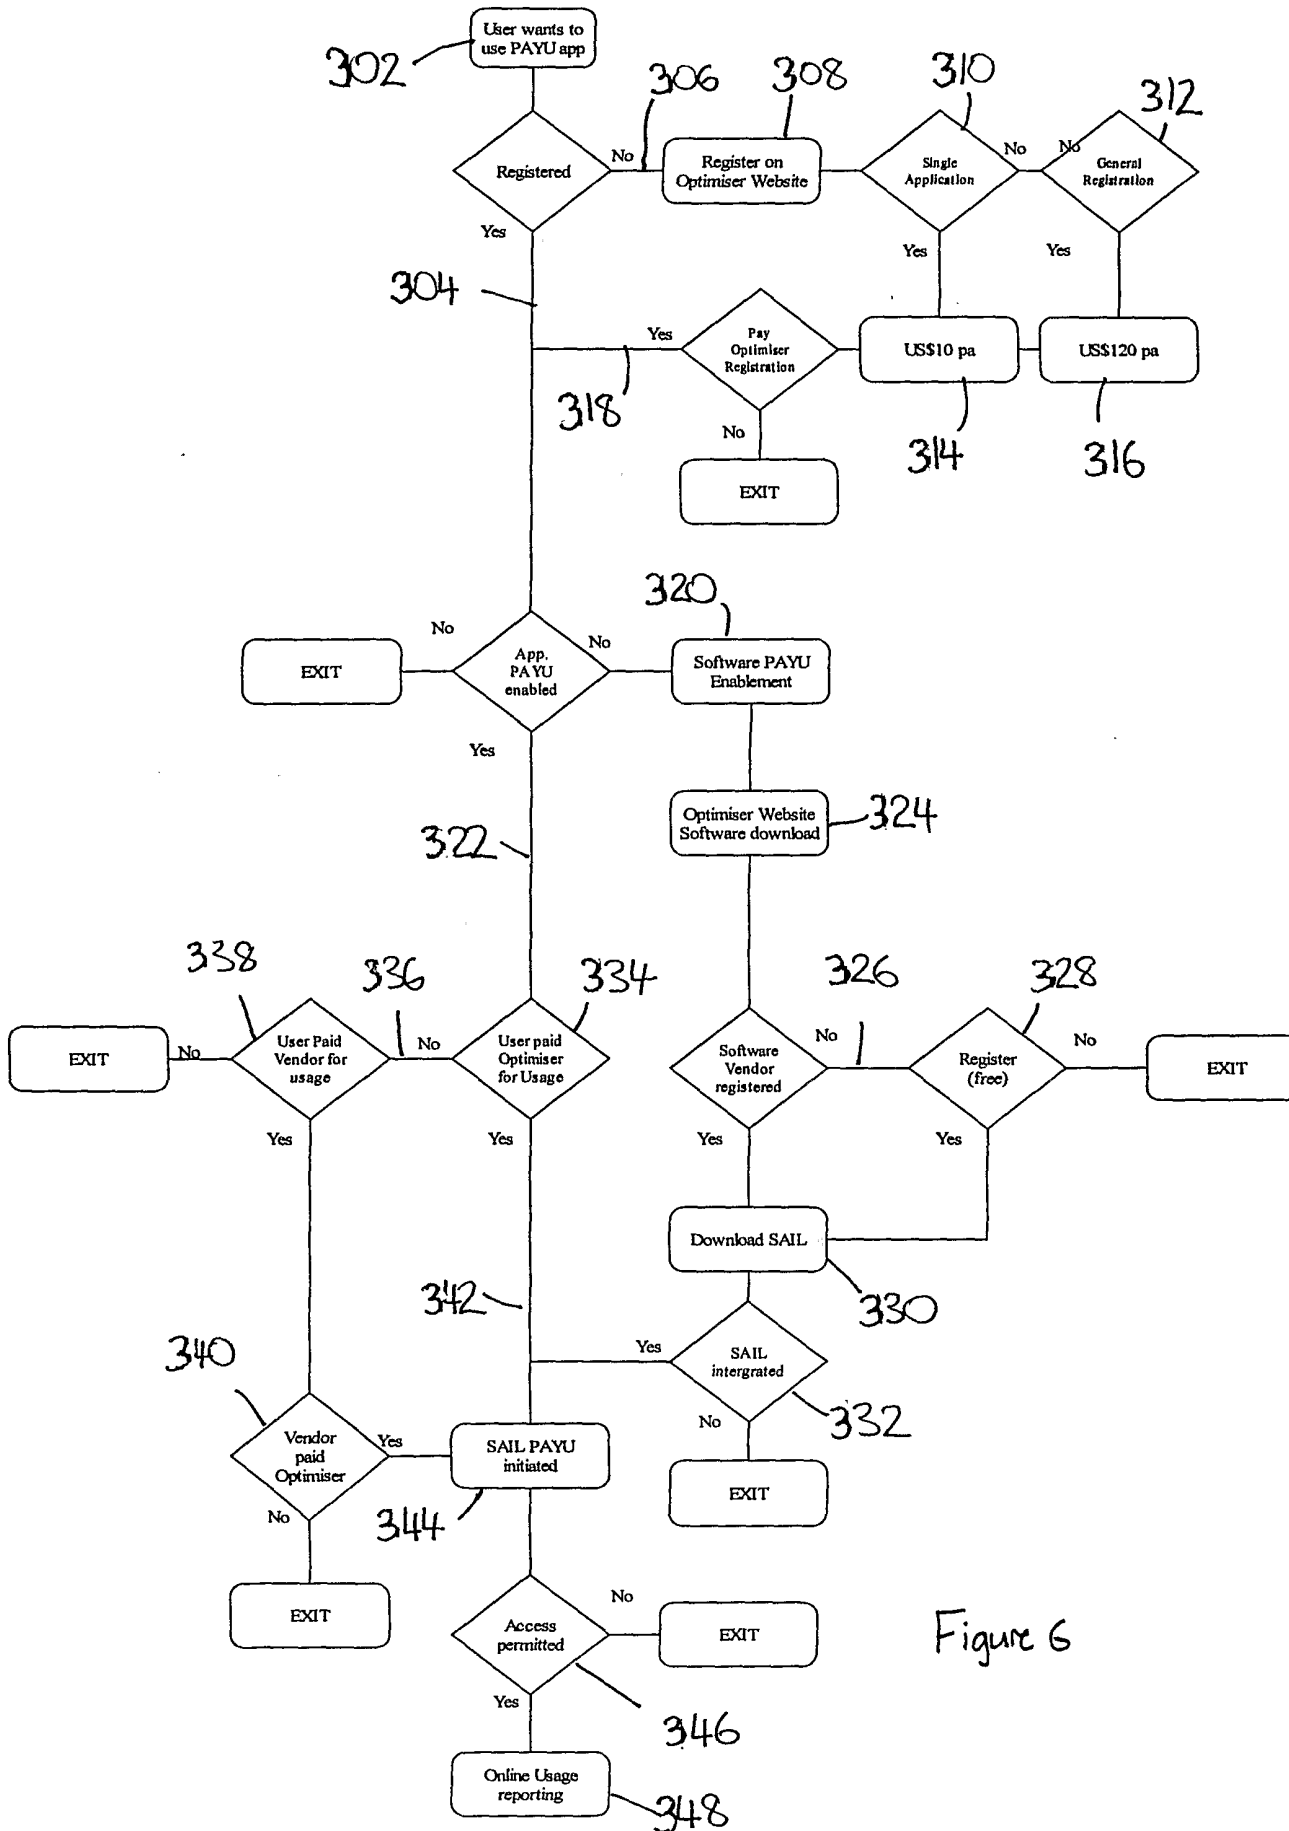 User wants to
use PAYU app
302
306
308
310
312
Registered
No
Register on
Optimiser Website
Single
Application
No
No
General
Registration
Yes
Yes
Yes
304
Yes
318
Pay
Optimiser
Registration
US$10 pa
US$120 pa
314
316
No
EXIT
320
No
No
EXIT
App.
PAYU
enabled
Software PAYU
Enablement
Yes
322
Optimiser Website
Software download
324
338
336
334
326
328
EXIT
No
User Paid
Vendor for
usage
No
User paid
Optimiser
for Usage
Software
Vendor
registered
No
Register
(free)
No
EXIT
Yes
Yes
Yes
Yes
Download SAIL
330
342
340
Yes
SAIL
intergrated
332
No
EXIT
Vendor
paid
Optimiser
Yes
SAIL PAYU
initiated
344
No
EXIT
Access
permitted
No
EXIT
346
Yes
Online Usage
reporting
348
Figure 6